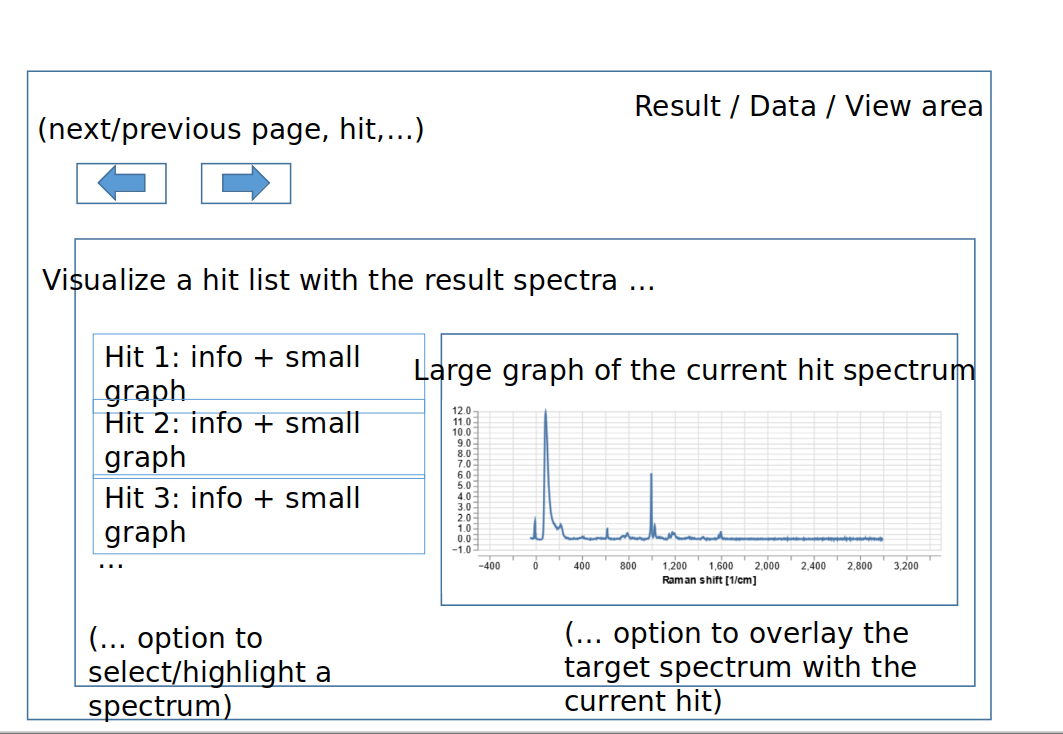 Result / Data / View area
(next/previous page, hit,...)
Visualize a hit list with the result spectra ...
Hit 1: info + small
graph
Hit 2: info + small
graph
Hit 3: info + small
graph
...
(... option to
select/highlight a
spectrum)
Large graph of the current hit spectrum
12.0
11.0
10.0
9.0
8.0
7.0
6.0
5.0
4.0
3.0
2.0
1.0
0.0
−1.0
−400 0 400 800 1,200 1,600 2,000 2,400 2,800 3,200
Raman shift [1/cm]
(... option to overlay the
target spectrum with the
current hit)